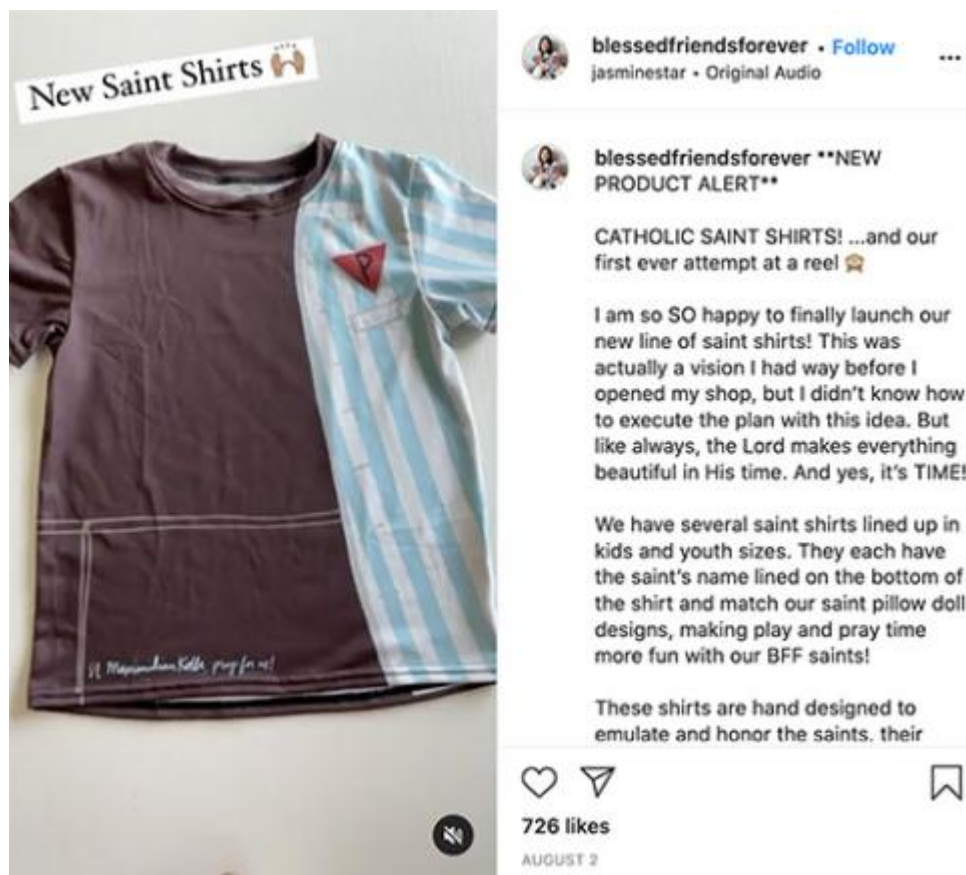 New Saint Shirts 🙌🏽
P
St Maximilian Kolbe, pray for us!
blessedfriendsforever • Follow
jasminestar • Original Audio
blessedfriendsforever **NEW
PRODUCT ALERT**
CATHOLIC SAINT SHIRTS! ...and our
first ever attempt at a reel 🙈
I am so SO happy to finally launch our
new line of saint shirts! This was
actually a vision I had way before I
opened my shop, but I didn't know how
to execute the plan with this idea. But
like always, the Lord makes everything
beautiful in His time. And yes, it's TIME!
We have several saint shirts lined up in
kids and youth sizes. They each have
the saint's name lined on the bottom of
the shirt and match our saint pillow doll
designs, making play and pray time
more fun with our BFF saints!
These shirts are hand designed to
emulate and honor the saints, their
726 likes
AUGUST 2